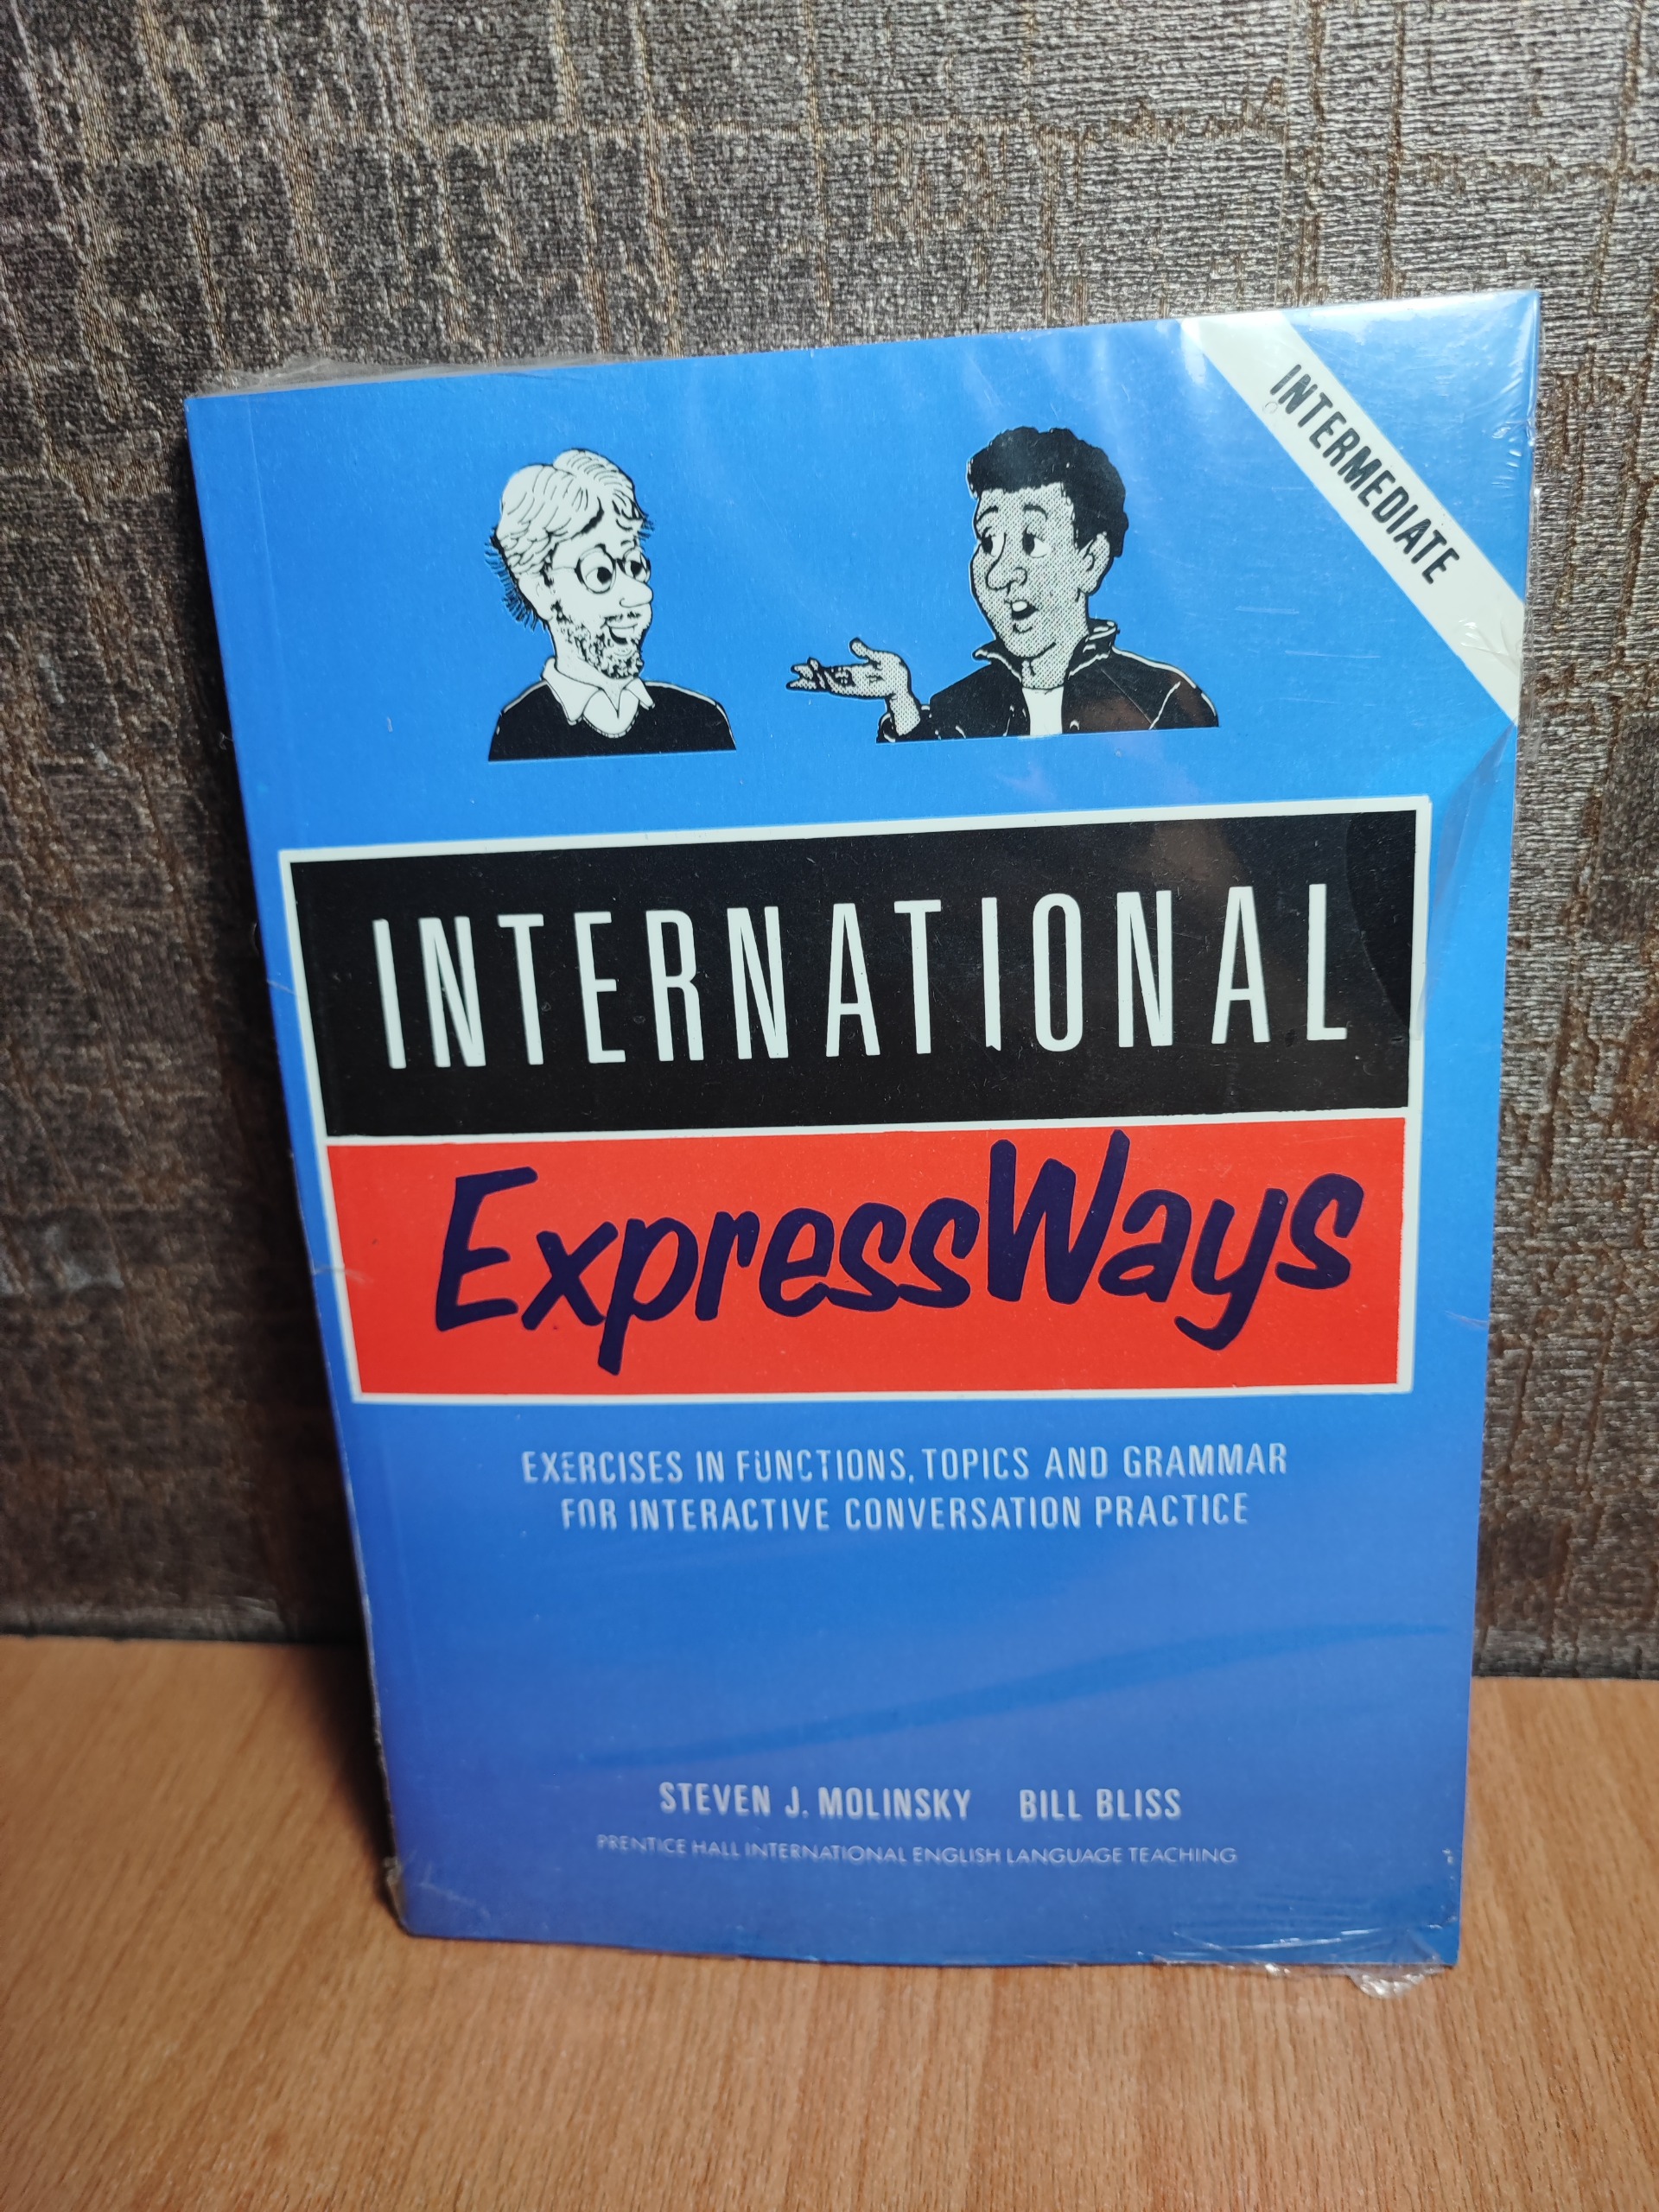 INTERMEDIATE
INTERNATIONAL
ExpressWays
EXERCISES IN FUNCTIONS, TOPICS AND GRAMMAR
FOR INTERACTIVE CONVERSATION PRACTICE
STEVEN J. MOLINSKY BILL BLISS
PRENTICE HALL INTERNATIONAL ENGLISH LANGUAGE TEACHING